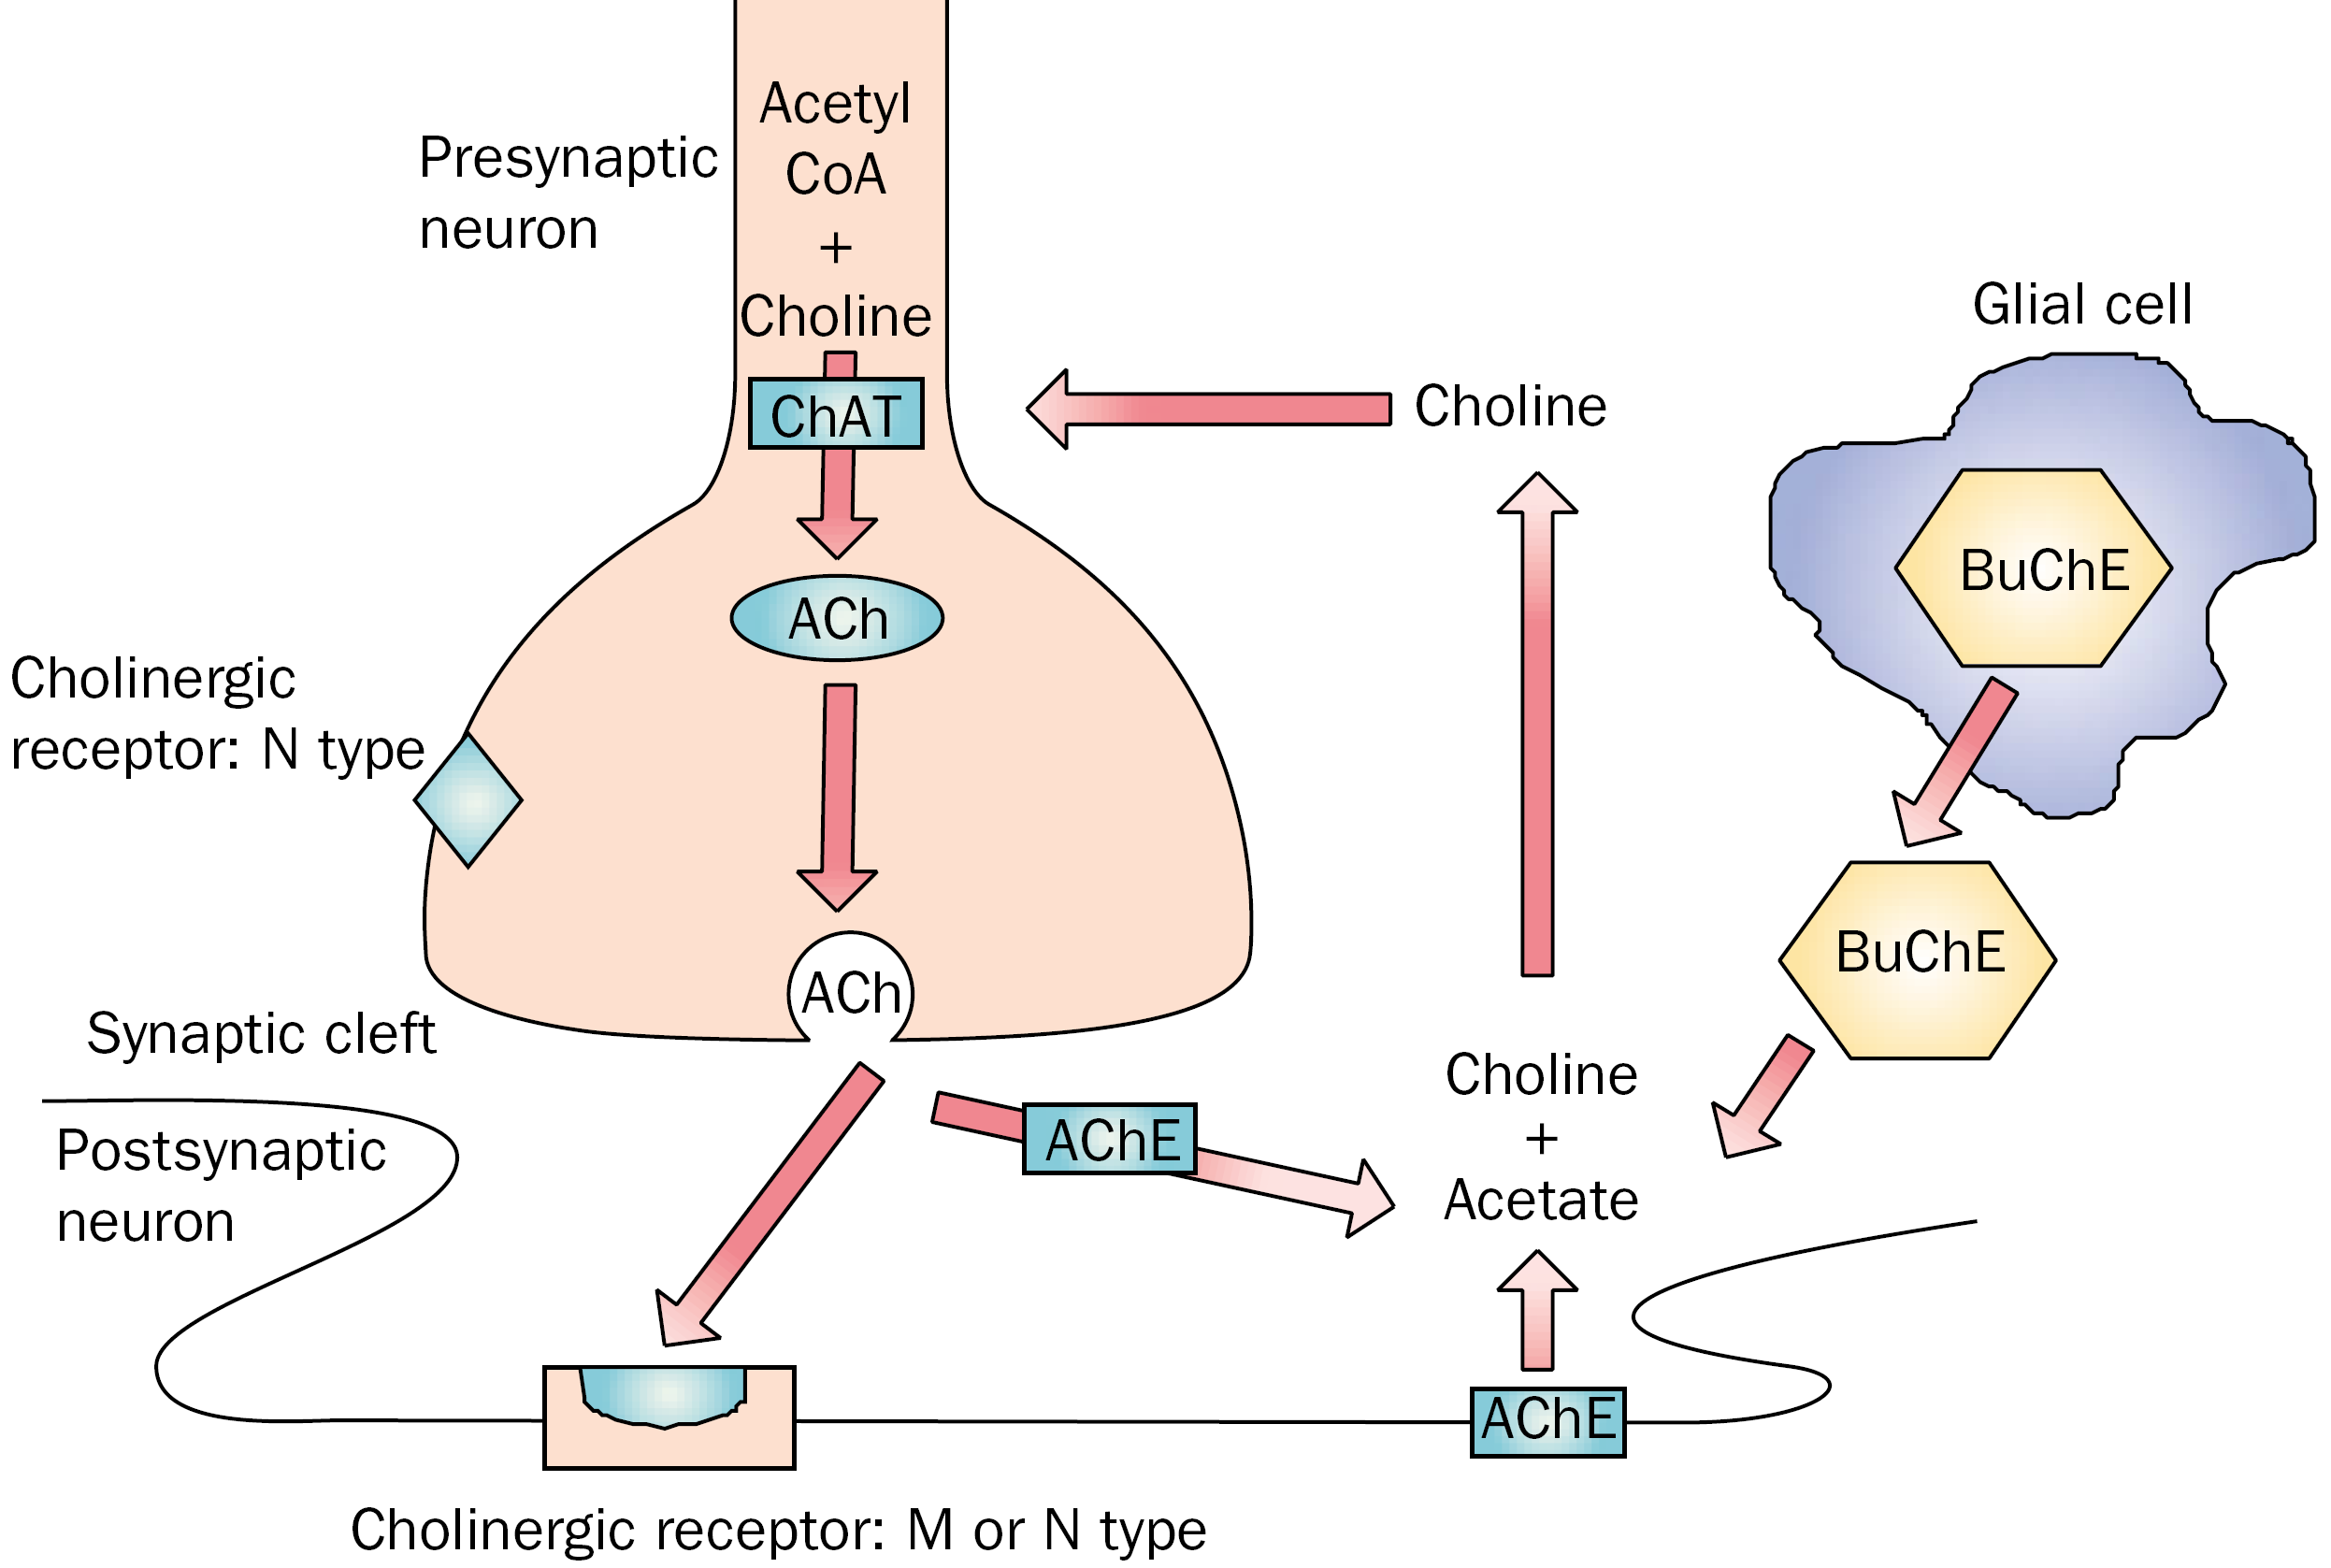 Acetyl
CoA
+
Choline
Presynaptic
neuron
ChAT
Choline
Glial cell
BuChE
ACh
Cholinergic
receptor: N type
ACh
BuChE
Synaptic cleft
Choline
+
Acetate
AChE
Postsynaptic
neuron
AChE
Cholinergic receptor: M or N type